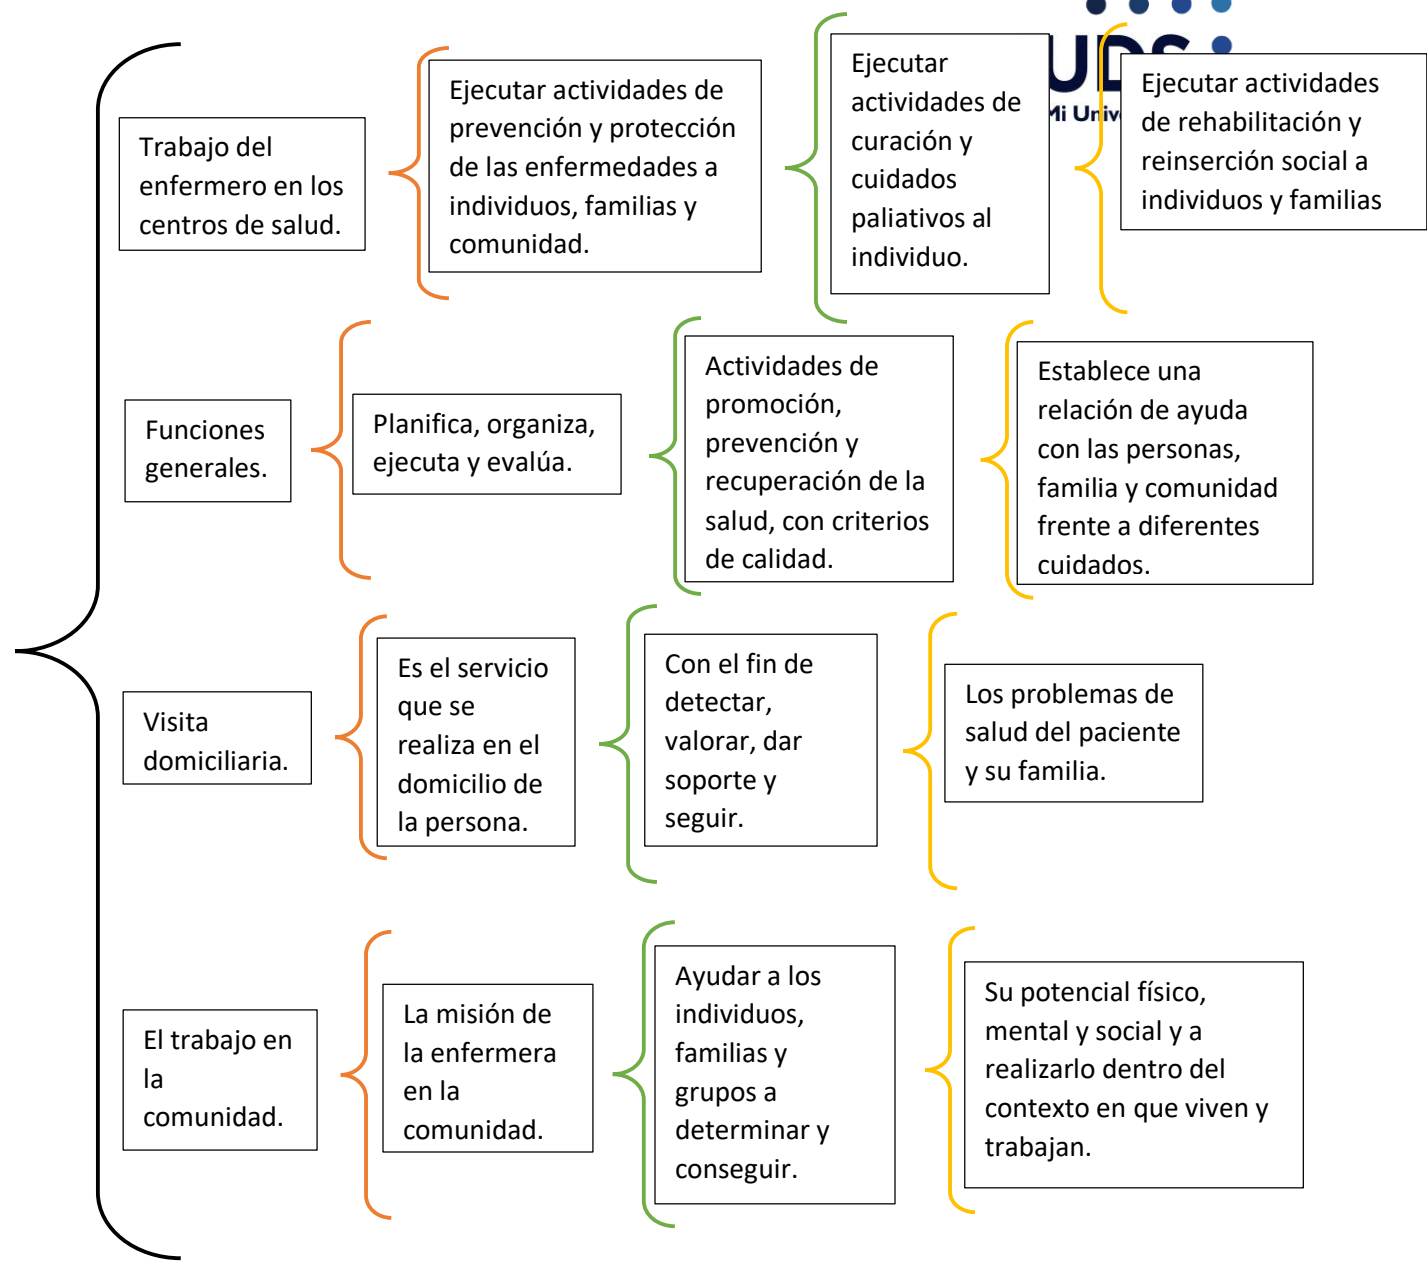 UDS
Mi Univ
Trabajo del
enfermero en los
centros de salud.
Ejecutar actividades de
prevención y protección
de las enfermedades a
individuos, familias y
comunidad.
Ejecutar
actividades de
curación y
cuidados
paliativos al
individuo.
Ejecutar actividades
de rehabilitación y
reinserción social a
individuos y familias
Funciones
generales.
Planifica, organiza,
ejecuta y evalúa.
Actividades de
promoción,
prevención y
recuperación de la
salud, con criterios
de calidad.
Establece una
relación de ayuda
con las personas,
familia y comunidad
frente a diferentes
cuidados.
Visita
domiciliaria.
Es el servicio
que se
realiza en el
domicilio de
la persona.
Con el fin de
detectar,
valorar, dar
soporte y
seguir.
Los problemas de
salud del paciente
y su familia.
El trabajo en
la
comunidad.
La misión de
la enfermera
en la
comunidad.
Ayudar a los
individuos,
familias y
grupos a
determinar y
conseguir.
Su potencial físico,
mental y social y a
realizarlo dentro del
contexto en que viven y
trabajan.